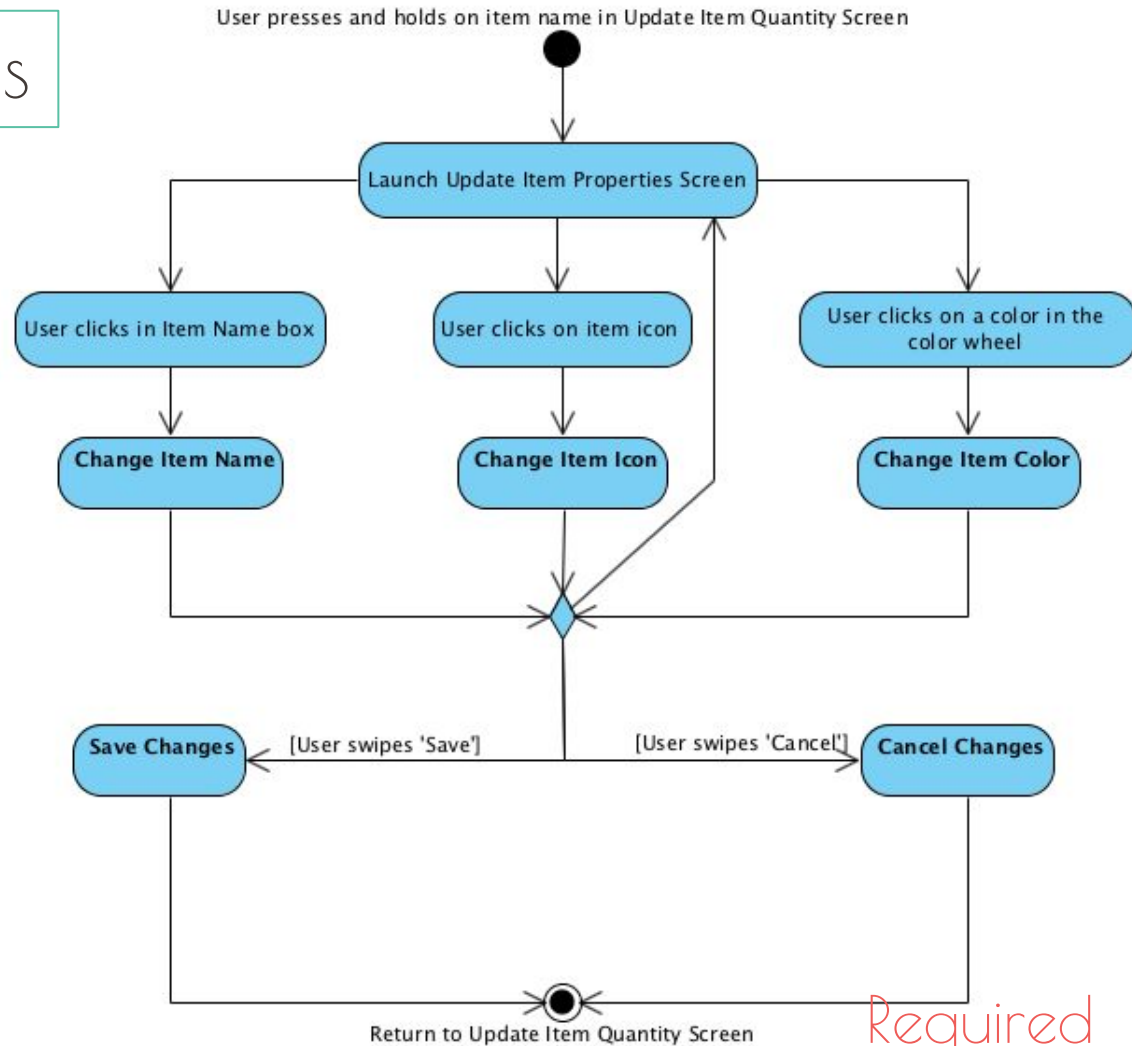 User presses and holds on item name in Update Item Quantity Screen
s
Launch Update Item Properties Screen
User clicks in Item Name box
User clicks on item icon
User clicks on a color in the
color wheel
Change Item Name
Change Item Icon
Change Item Color
Save Changes
[User swipes 'Save']
[User swipes 'Cancel']
Cancel Changes
Return to Update Item Quantity Screen
Required